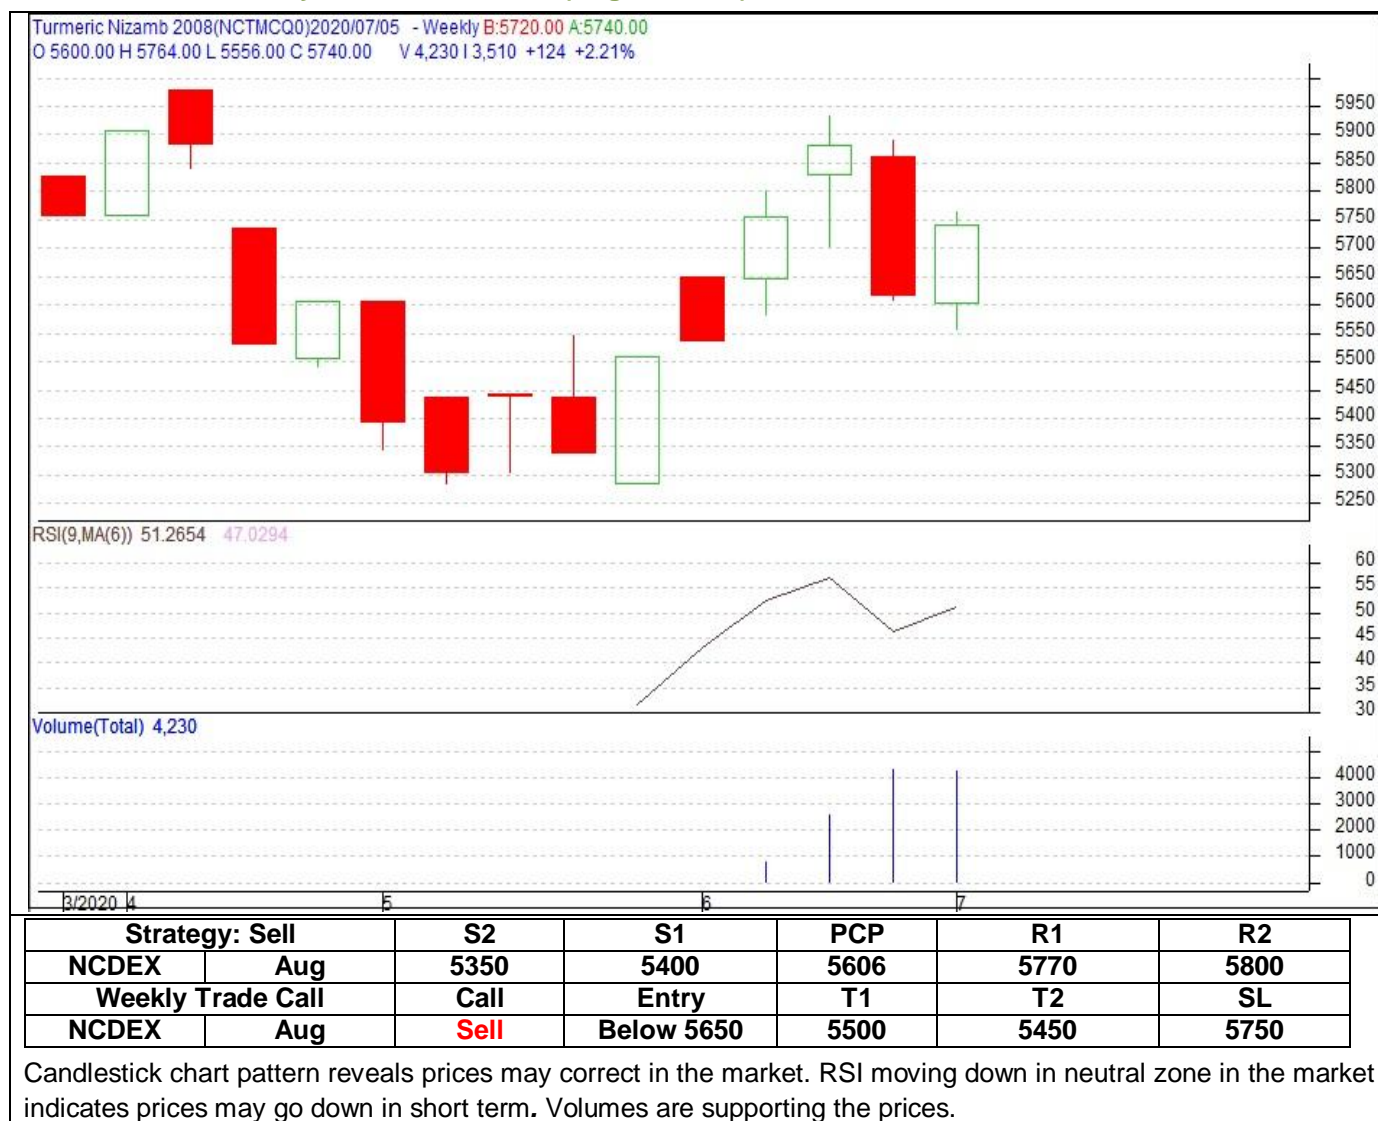 Turmeric Nizamb 2008(NCTMCQ0)2020/07/05 - Weekly B:5720.00 A:5740.00
O 5600.00 H 5764.00 L 5556.00 C 5740.00 V 4,230 I 3,510 +124 +2.21%
5950
5900
5850
5800
5750
5700
5650
5600
5550
5500
5450
5400
5350
5300
5250
RSI(9,MA(6)) 51.2654 47.0294
60
55
50
45
40
35
30
Volume(Total) 4,230
4000
3000
2000
1000
0
3/2020 4 5 6 7
Strategy: Sell S2 S1 PCP R1 R2
NCDEX Aug 5350 5400 5606 5770 5800
Weekly Trade Call Call Entry T1 T2 SL
NCDEX Aug Sell Below 5650 5500 5450 5750
Candlestick chart pattern reveals prices may correct in the market. RSI moving down in neutral zone in the market
indicates prices may go down in short term. Volumes are supporting the prices.